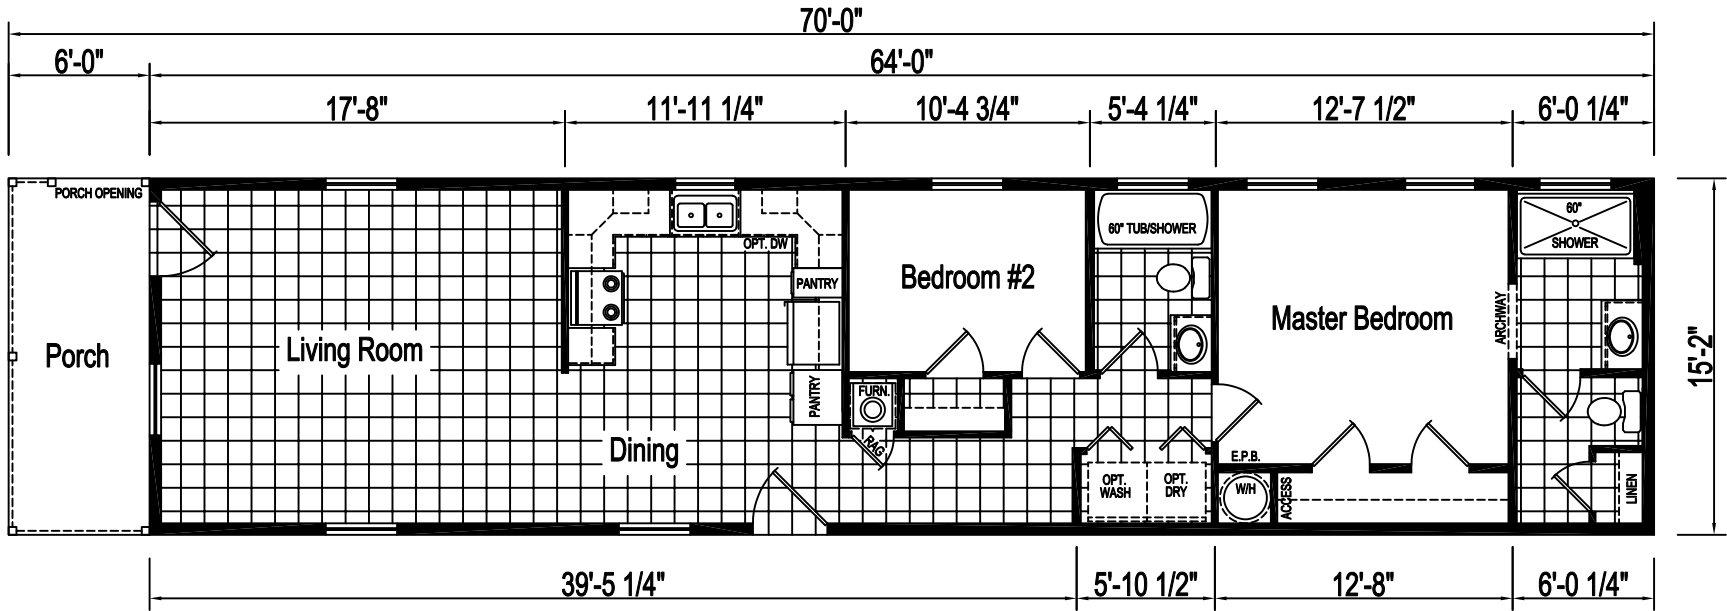 70'-0"
6'-0"
64'-0"
17'-8"
11'-11 1/4"
10'-4 3/4"
5'-4 1/4"
12'-7 1/2"
6'-0 1/4"
PORCH OPENING
60"
SHOWER
60" TUB/SHOWER
OPT. DW
PANTRY
Bedroom #2
Master Bedroom
ARCHWAY
Porch
Living Room
15'-2"
PANTRY
FURN.
RAG
Dining
E.P.B.
OPT.
WASH
OPT.
DRY
W/H
ACCESS
LINEN
39'-5 1/4"
5'-10 1/2"
12'-8"
6'-0 1/4"